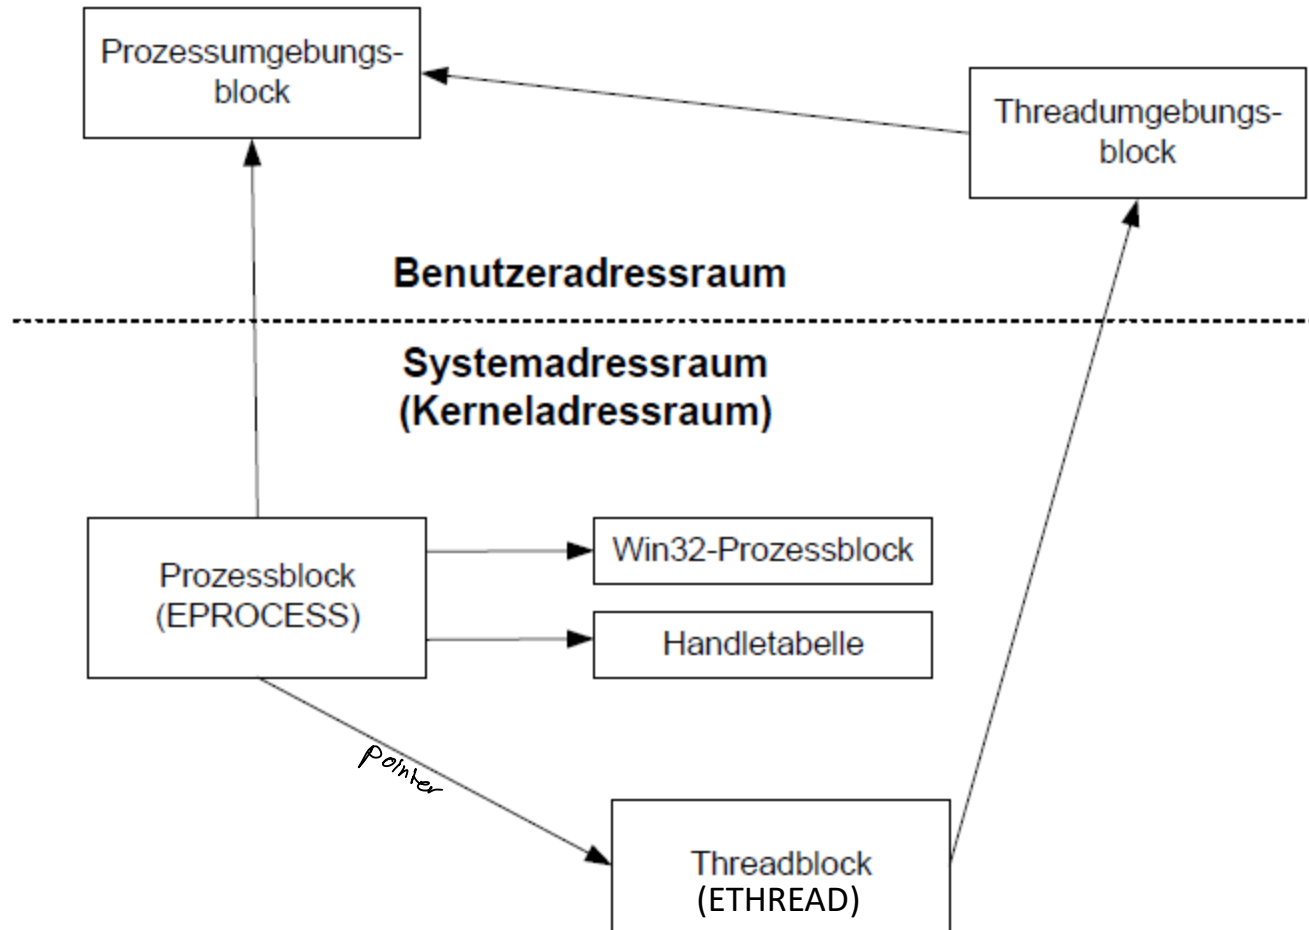 Prozessumgebungs-
block
Threadumgebungs-
block
Benutzeradressraum
Systemadressraum
(Kerneladressraum)
Prozessblock
(EPROCESS)
Win32-Prozessblock
Handletabelle
pointer
Threadblock
(ETHREAD)